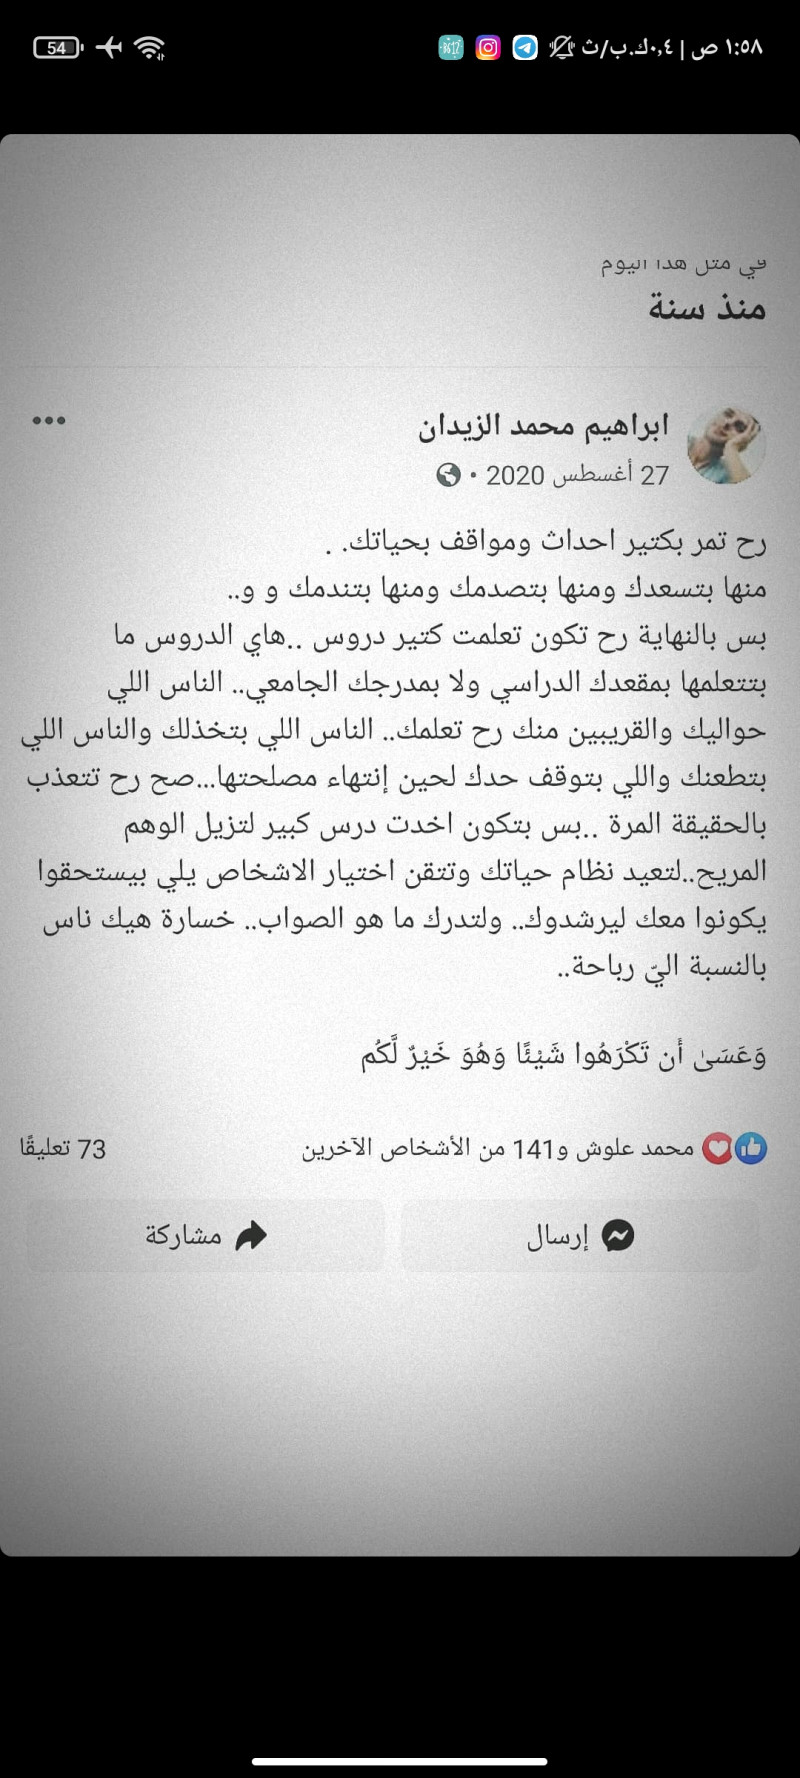 ١:٥٨ ص | ٠,٤ك.ب/ث
54
في مثل هذا اليوم
منذ سنة
ابراهيم محمد الزيدان
27 أغسطس 2020
رح تمر بكتير احداث ومواقف بحياتك. .
منها بتسعدك ومنها بتصدمك ومنها بتندمك و و..
بس بالنهاية رح تكون تعلمت كتير دروس ..هاي الدروس ما
بتتعلمها بمقعدك الدراسي ولا بمدرجك الجامعي.. الناس اللي
حواليك والقريبين منك رح تعلمك.. الناس اللي بتخذلك والناس اللي
بتطعنك واللي بتوقف حدك لحين إنتهاء مصلحتها...صح رح تتعذب
بالحقيقة المرة ..بس بتكون اخدت درس كبير لتزيل الوهم
المريح..لتعيد نظام حياتك وتتقن اختيار الاشخاص يلي بيستحقوا
يكونوا معك ليرشدوك.. ولتدرك ما هو الصواب.. خسارة هيك ناس
بالنسبة اليّ رباحة..
وَعَسَىٰ أَن تَكْرَهُوا شَيْئًا وَهُوَ خَيْرٌ لَّكُم
محمد علوش و141 من الأشخاص الآخرين
73 تعليقًا
إرسال
مشاركة